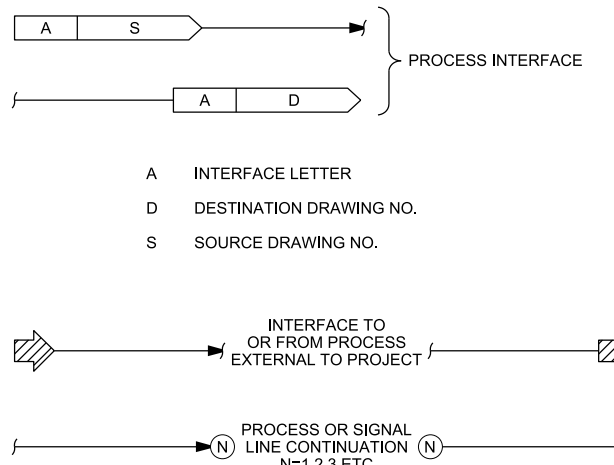 A S
PROCESS INTERFACE
A D
A INTERFACE LETTER
D DESTINATION DRAWING NO.
S SOURCE DRAWING NO.
INTERFACE TO
OR FROM PROCESS
EXTERNAL TO PROJECT
PROCESS OR SIGNAL
N LINE CONTINUATION N
N=1,2,3 ETC